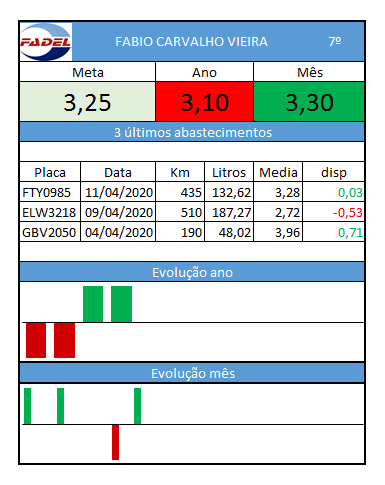 FADEL FABIO CARVALHO VIEIRA 7º
Meta Ano Mês
3,25 3,10 3,30
3 últimos abastecimentos
Placa Data Km Litros Media disp
FTY0985 11/04/2020 435 132,62 3,28 0,03
ELW3218 09/04/2020 510 187,27 2,72 -0,53
GBV2050 04/04/2020 190 48,02 3,96 0,71
Evolução ano
Evolução mês